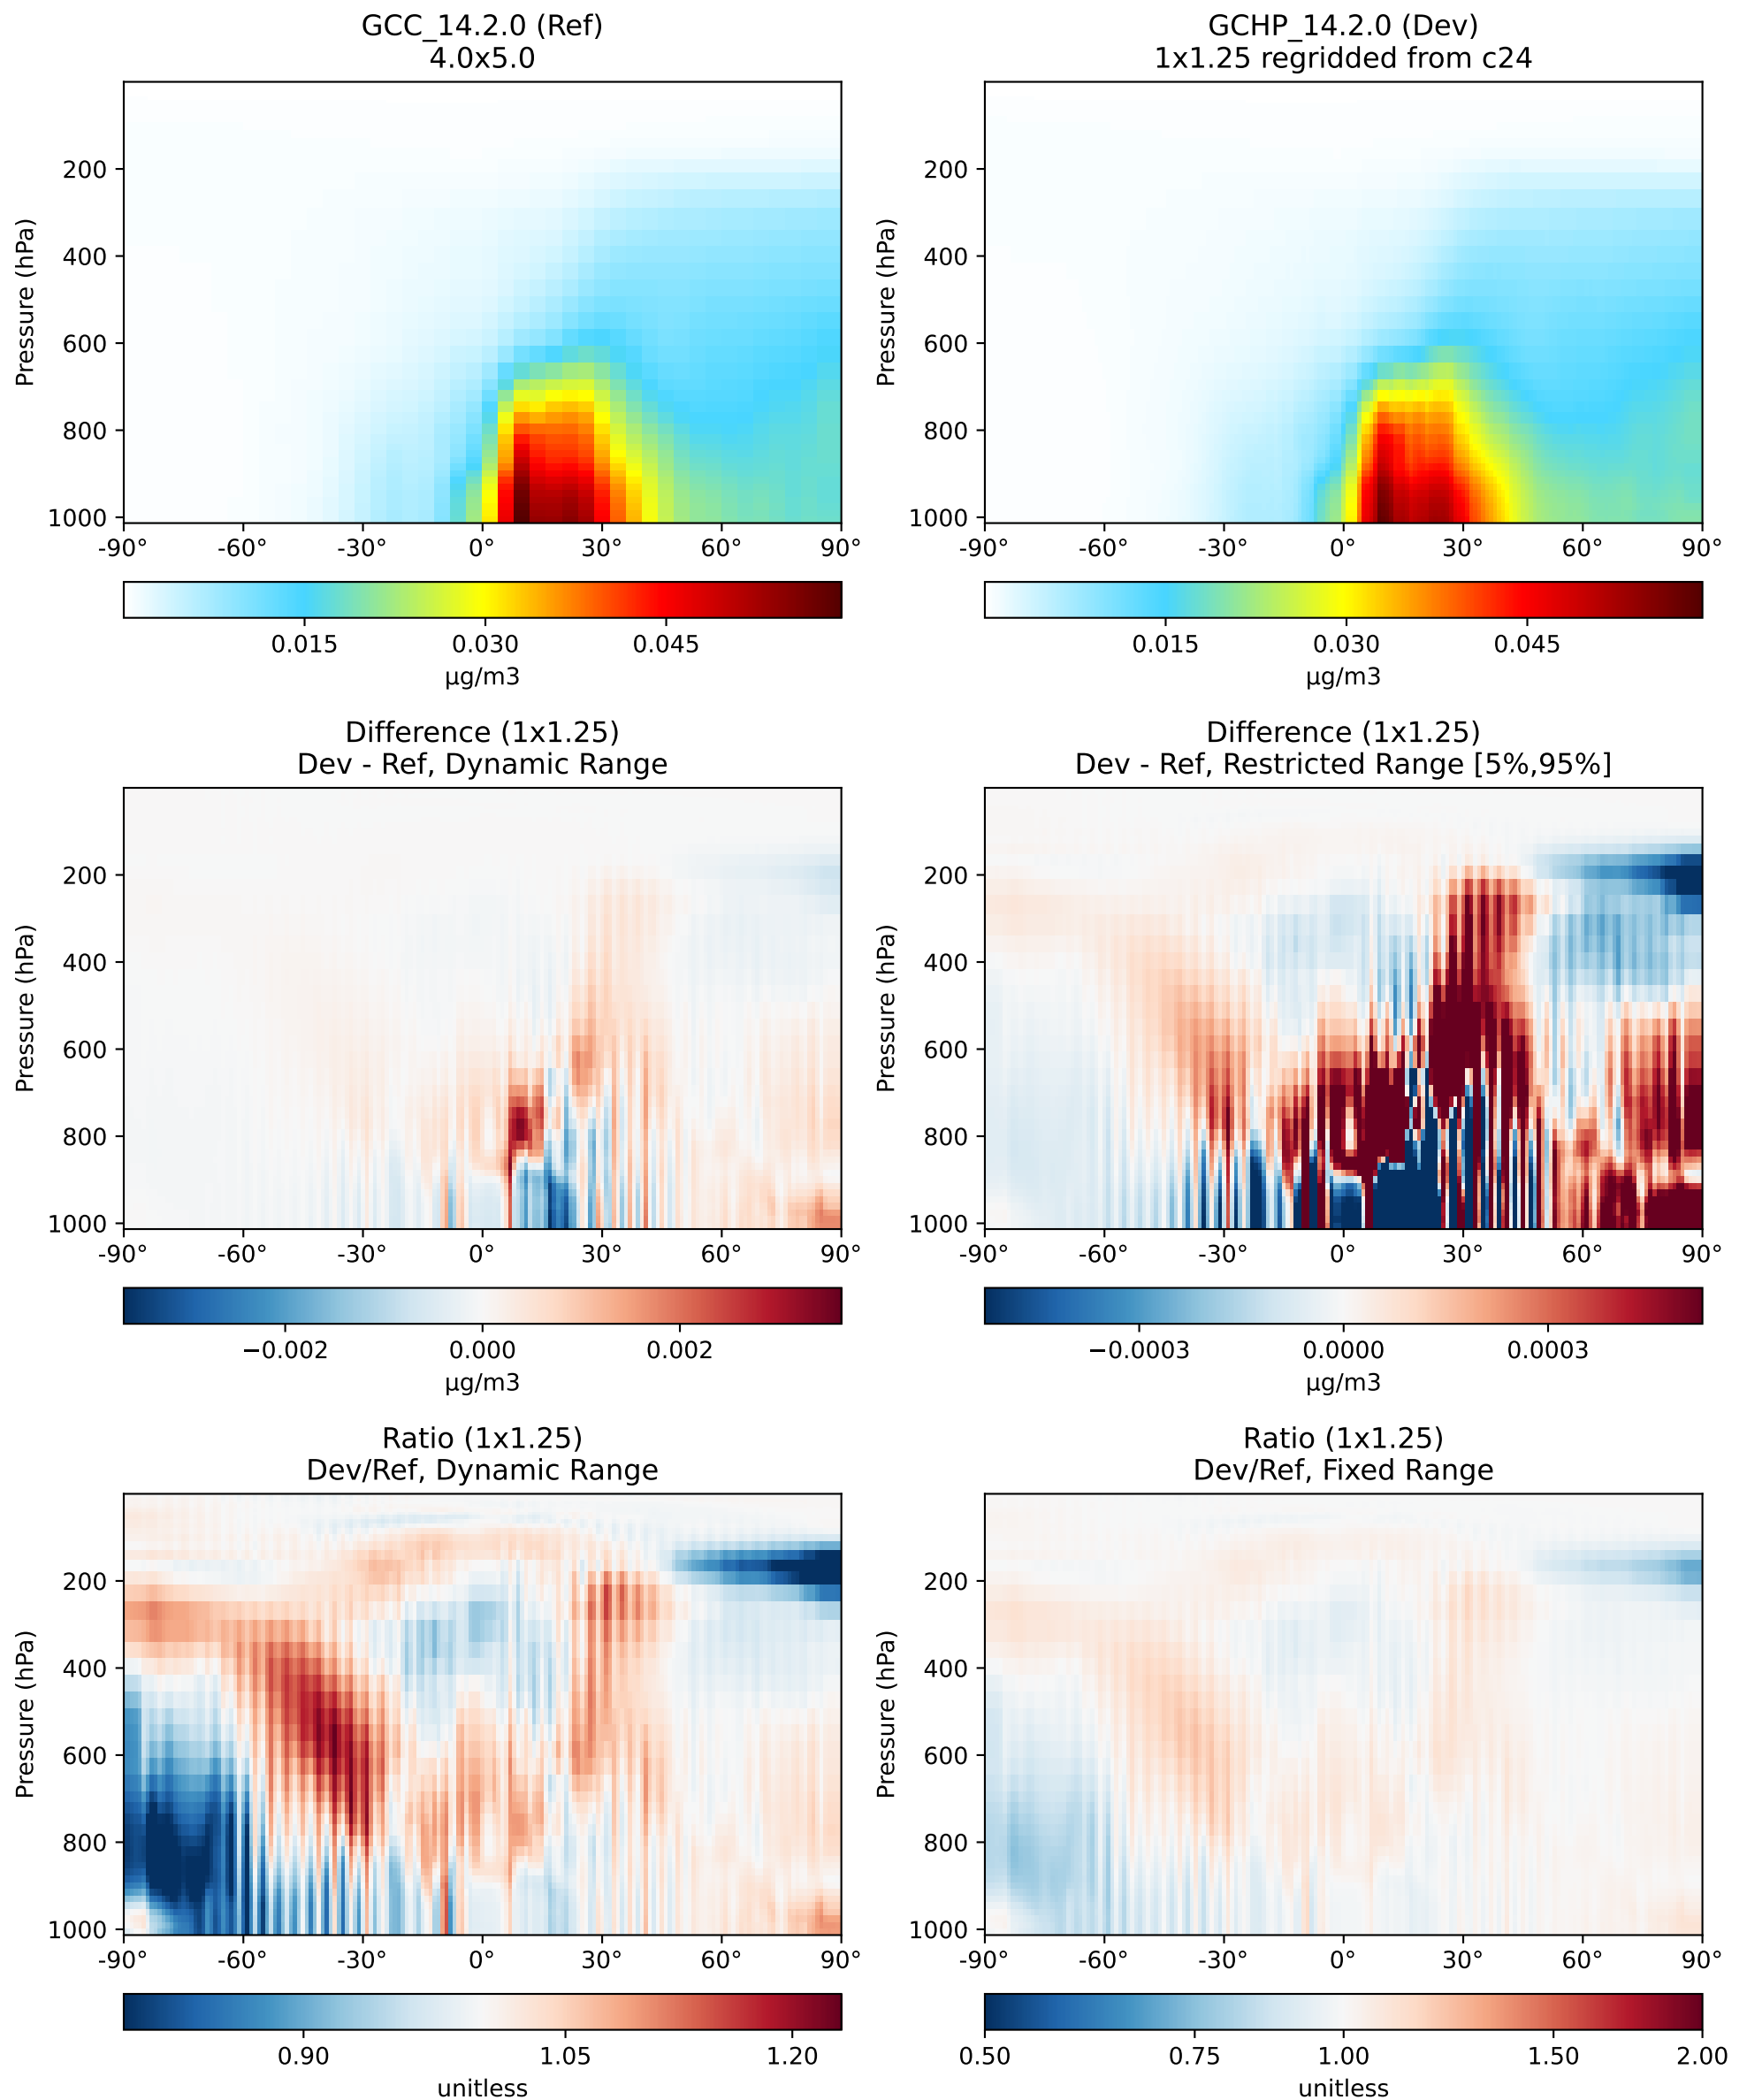 GCC_14.2.0 (Ref)
4.0x5.0
Pressure (hPa)
200
400
600
800
1000
-90° -60° -30° 0° 30° 60° 90°
0.015 0.030 0.045
µg/m3
GCHP_14.2.0 (Dev)
1x1.25 regridded from c24
Pressure (hPa)
200
400
600
800
1000
-90° -60° -30° 0° 30° 60° 90°
0.015 0.030 0.045
µg/m3
Difference (1x1.25)
Dev - Ref, Dynamic Range
Pressure (hPa)
200
400
600
800
1000
-90° -60° -30° 0° 30° 60° 90°
−0.002 0.000 0.002
µg/m3
Difference (1x1.25)
Dev - Ref, Restricted Range [5%,95%]
Pressure (hPa)
200
400
600
800
1000
-90° -60° -30° 0° 30° 60° 90°
−0.0003 0.0000 0.0003
µg/m3
Ratio (1x1.25)
Dev/Ref, Dynamic Range
Pressure (hPa)
200
400
600
800
1000
-90° -60° -30° 0° 30° 60° 90°
0.90 1.05 1.20
unitless
Ratio (1x1.25)
Dev/Ref, Fixed Range
Pressure (hPa)
200
400
600
800
1000
-90° -60° -30° 0° 30° 60° 90°
0.50 0.75 1.00 1.50 2.00
unitless